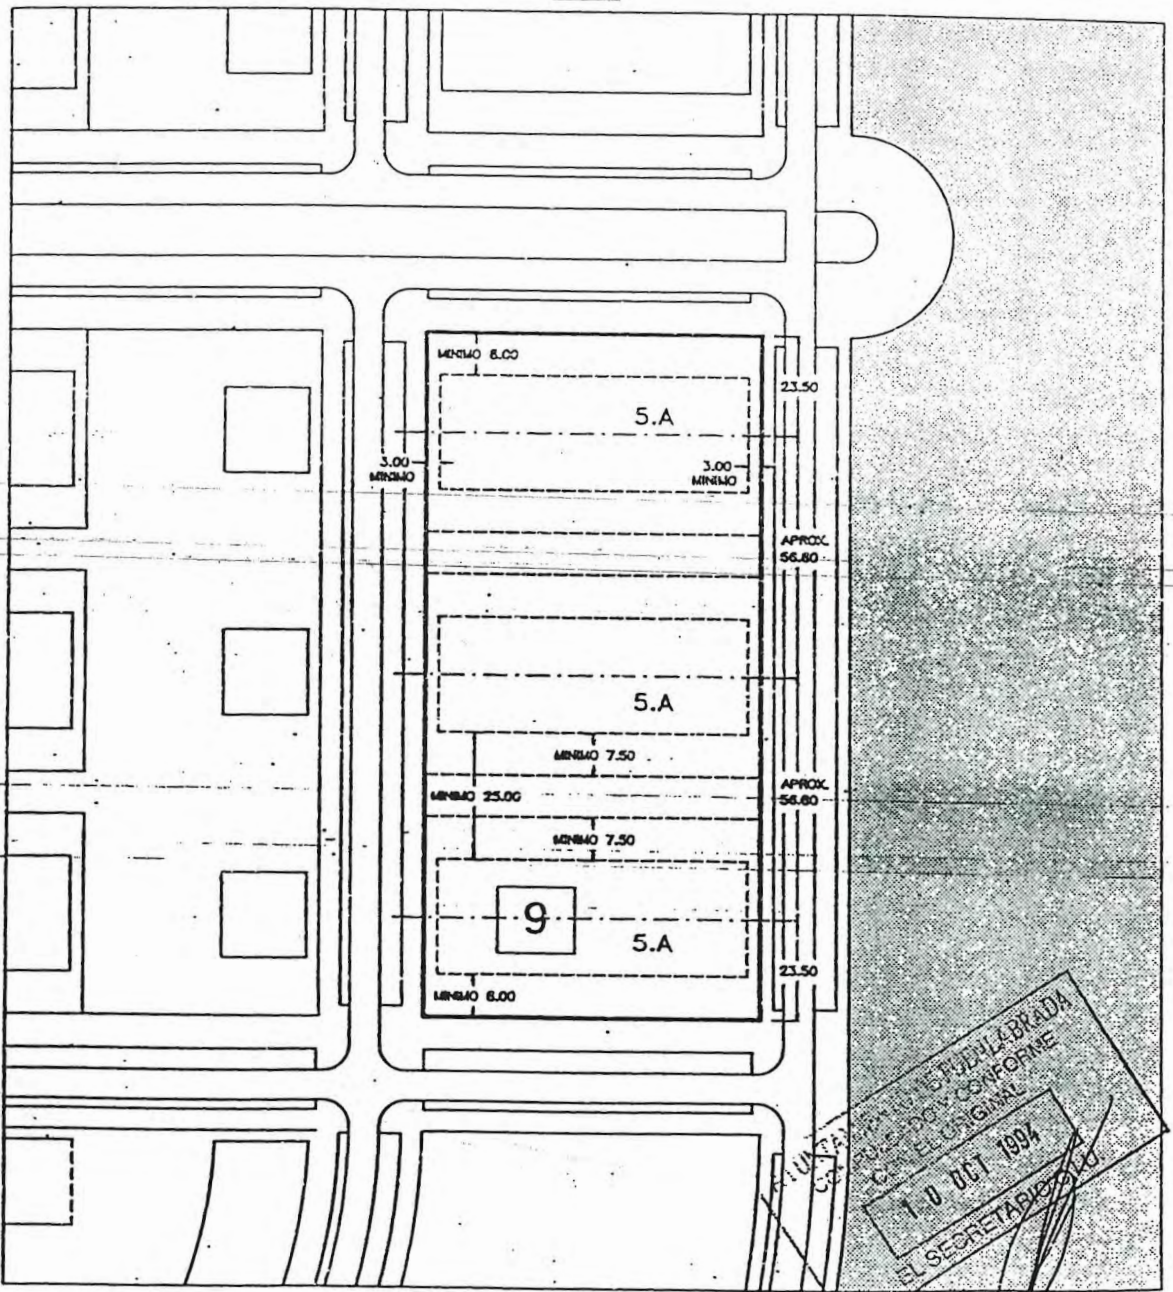 MINIMO 6.00
23.50
5.A
3.00
MINIMO
3.00
MINIMO
APROX.
56.80
5.A
MINIMO 7.50
APROX.
56.80
MINIMO 25.00
MINIMO 7.50
9
5.A
23.50
MINIMO 6.00
CONFORME
CON EL ORIGINAL
10 OCT 1994
EL SECRETARIO